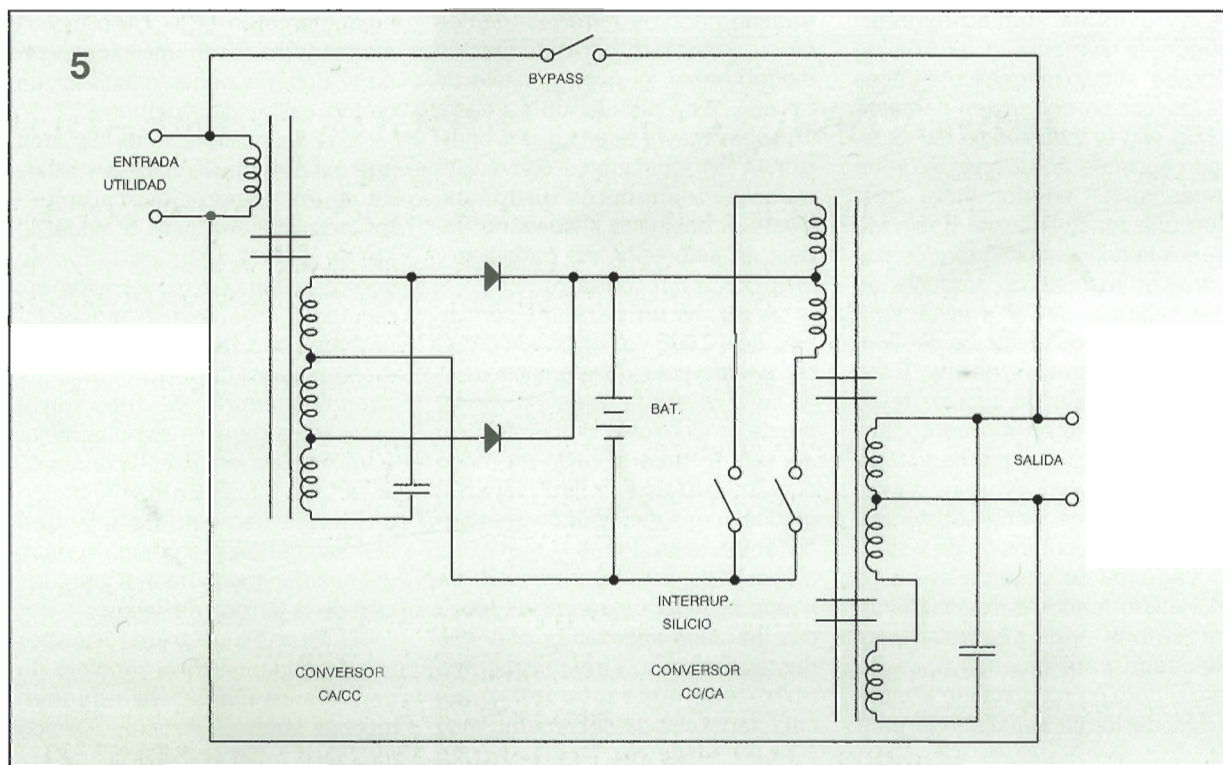 5
BYPASS
ENTRADA
UTILIDAD
BAT.
SALIDA
INTERRUP.
SILICIO
CONVERSOR
CA/CC
CONVERSOR
CC/CA